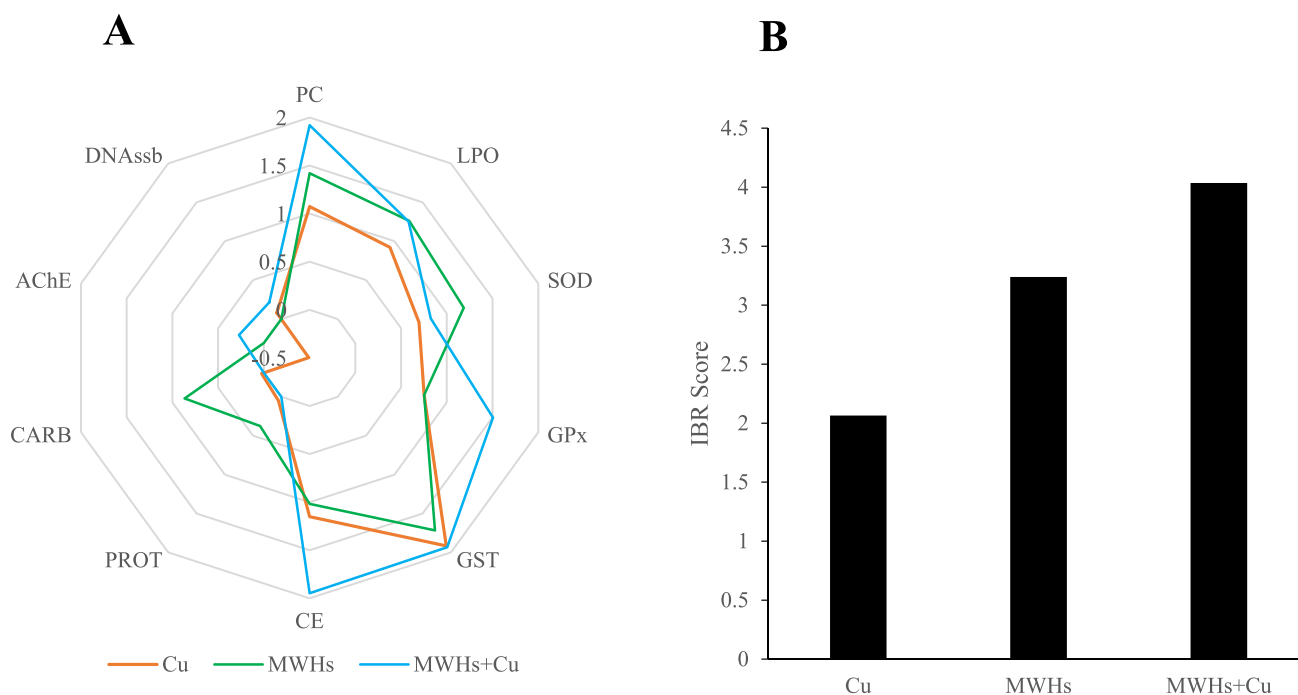 A
PC
DNAssb
LPO
2
1.5
1
0.5
0
-0.5
AChE
SOD
CARB
GPx
PROT
GST
CE
Cu MWHs MWHs+Cu
B
IBR Score
4.5
4
3.5
3
2.5
2
1.5
1
0.5
0
Cu MWHs MWHs+Cu